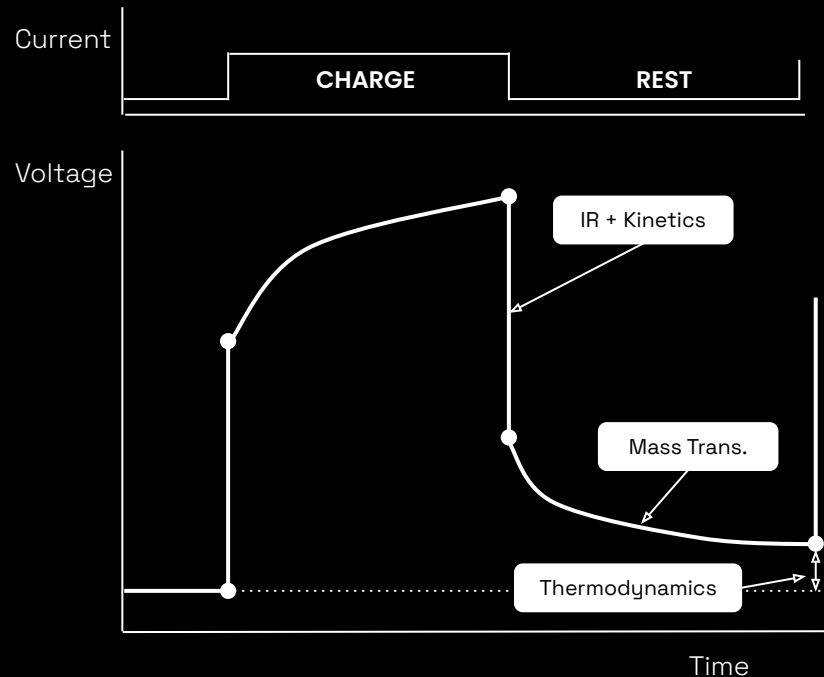 Current
CHARGE
REST
Voltage
IR + Kinetics
Mass Trans.
Thermodynamics
Time